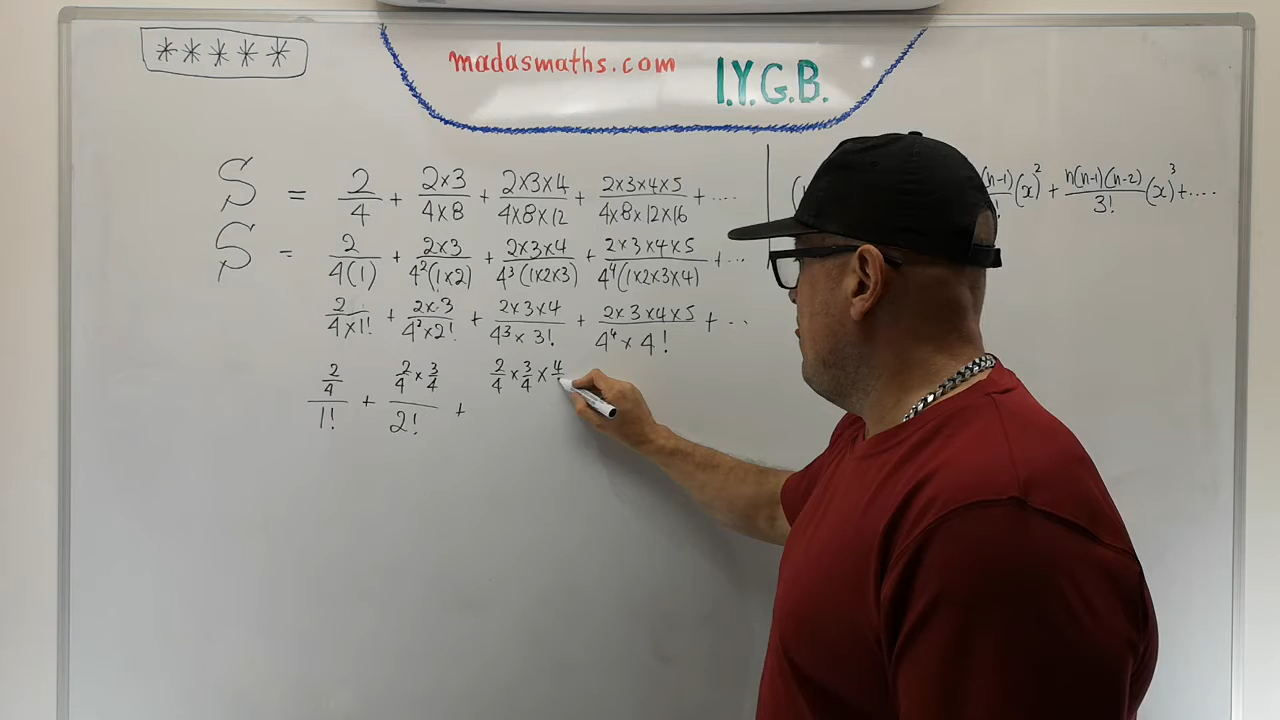 *****
madasmaths.com I.Y.G.B.
S = 2/4 + 2×3/4×8 + 2×3×4/4×8×12 + 2×3×4×5/4×8×12×16 + ....
(n-1)/! (x)² + n(n-1)(n-2)/3! (x)³ + ....
S = 2/4(1) + 2×3/4²(1×2) + 2×3×4/4³(1×2×3) + 2×3×4×5/4⁴(1×2×3×4) + ...
2/4×1! + 2×3/4²×2! + 2×3×4/4³×3! + 2×3×4×5/4⁴×4! + ...
2/4/1! + 2/4×3/4/2! + 2/4×3/4×4